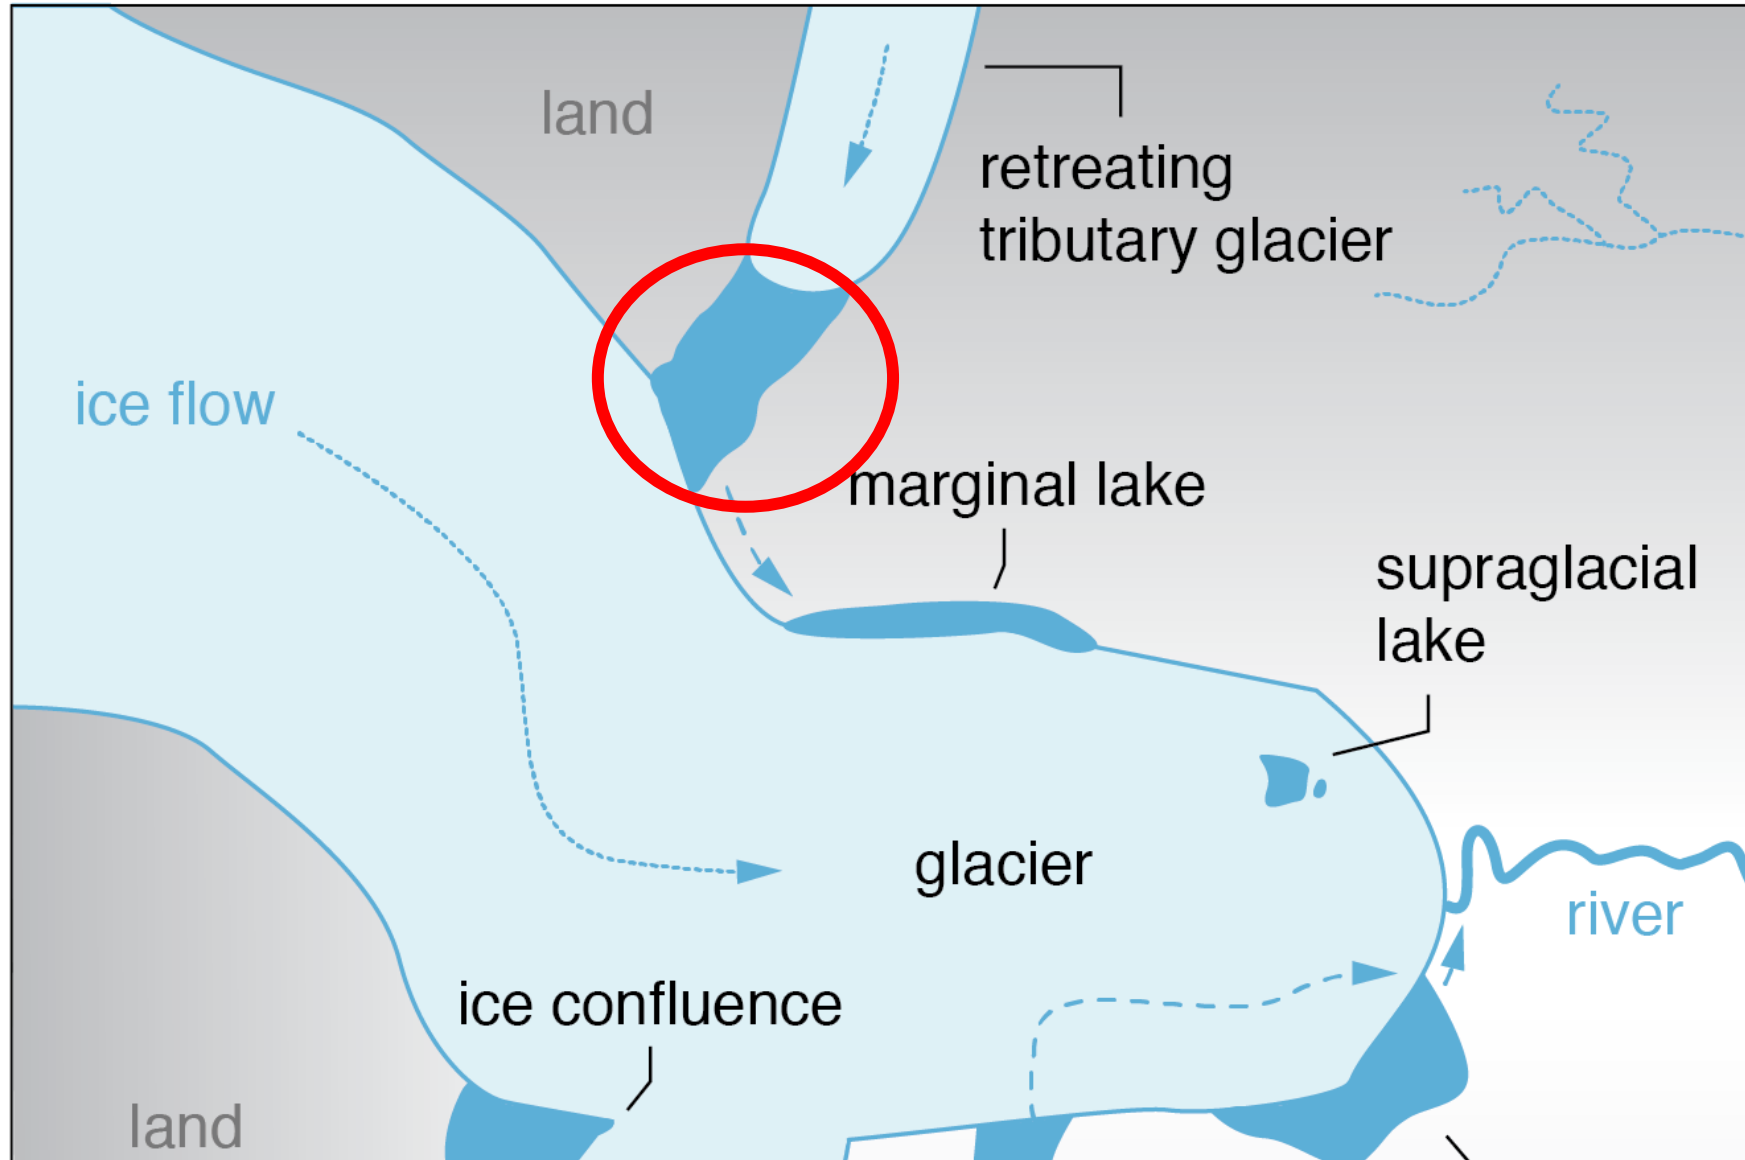 land
retreating
tributary glacier
ice flow
marginal lake
supraglacial
lake
glacier
river
ice confluence
land